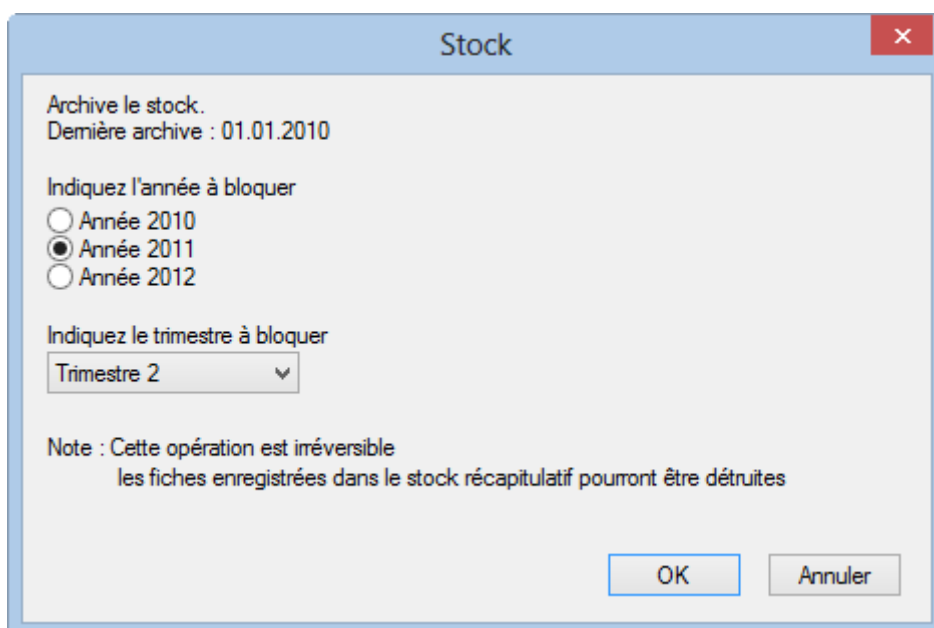 Stock
Archive le stock.
Dernière archive : 01.01.2010
Indiquez l'année à bloquer
Année 2010
Année 2011
Année 2012
Indiquez le trimestre à bloquer
Trimestre 2
Note : Cette opération est irréversible
les fiches enregistrées dans le stock récapitulatif pourront être détruites
OK Annuler